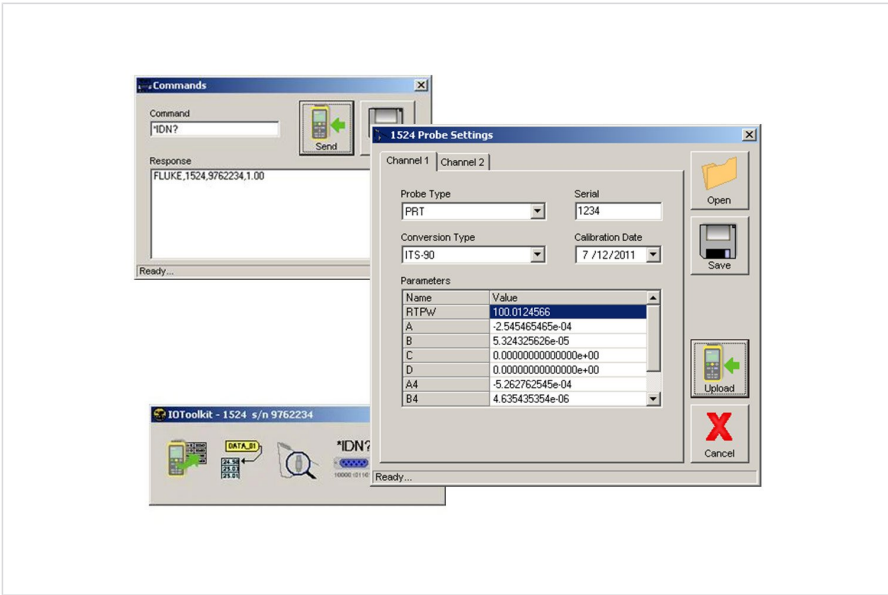 Commands
Command
*IDN?
Send
Response
FLUKE,1524,9762234,1.00
Ready...
1524 Probe Settings
Channel 1 Channel 2
Probe Type Serial
PRT 1234
Conversion Type Calibration Date
ITS-90 7 /12/2011
Parameters
Name Value
RTPW 100.0124566
A -2.545465465e-04
B 5.324325626e-05
C 0.00000000000000e+00
D 0.00000000000000e+00
A4 -5.262762545e-04
B4 4.635435354e-06
Open
Save
Upload
Cancel
Ready...
IOToolkit - 1524 s/n 9762234
DATA_01
*IDN?